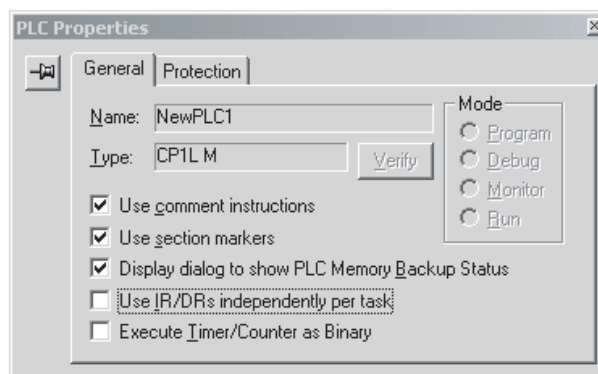 PLC Properties
General Protection
Name: NewPLC1
Type: CP1L M Verify
Mode
Program
Debug
Monitor
Run
Use comment instructions
Use section markers
Display dialog to show PLC Memory Backup Status
Use IR/DRs independently per task
Execute Timer/Counter as Binary